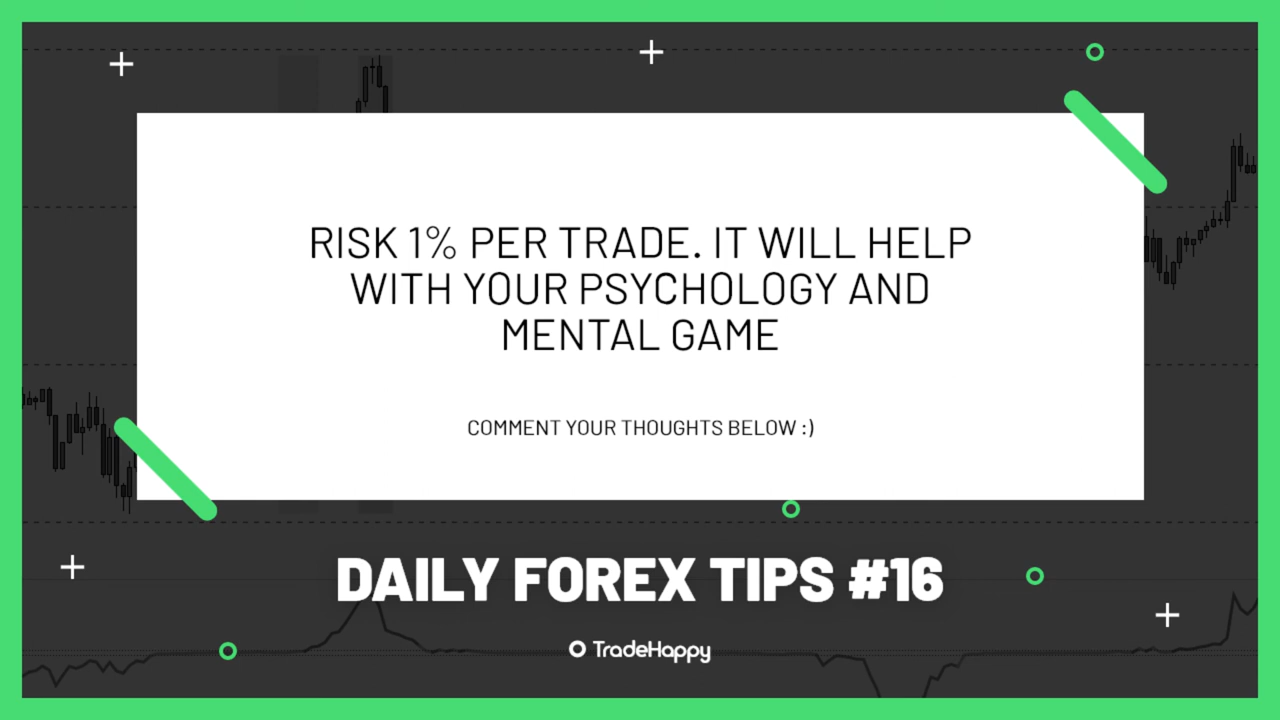 RISK 1% PER TRADE. IT WILL HELP
WITH YOUR PSYCHOLOGY AND
MENTAL GAME
COMMENT YOUR THOUGHTS BELOW :)
DAILY FOREX TIPS #16
TradeHappy